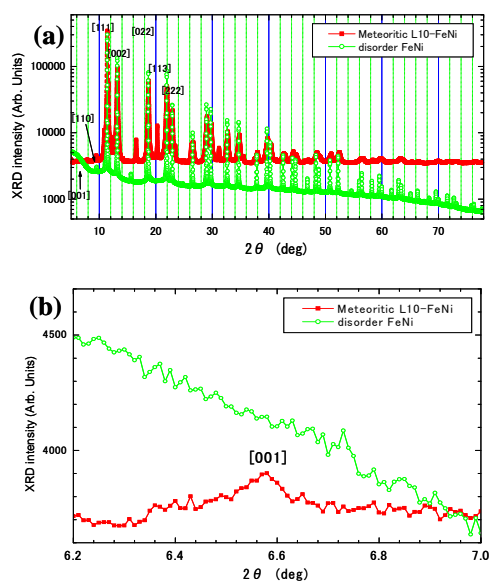 (a)
[111]
[002]
[022]
[113]
[222]
[110]
[001]
Meteoritic L10-FeNi
disorder FeNi
XRD intensity (Arb. Units)
100000
10000
1000
10 20 30 40 50 60 70
2θ (deg)
(b)
Meteoritic L10-FeNi
disorder FeNi
[001]
XRD intensity (Arb. Units)
4500
4000
6.2 6.4 6.6 6.8 7.0
2θ (deg)